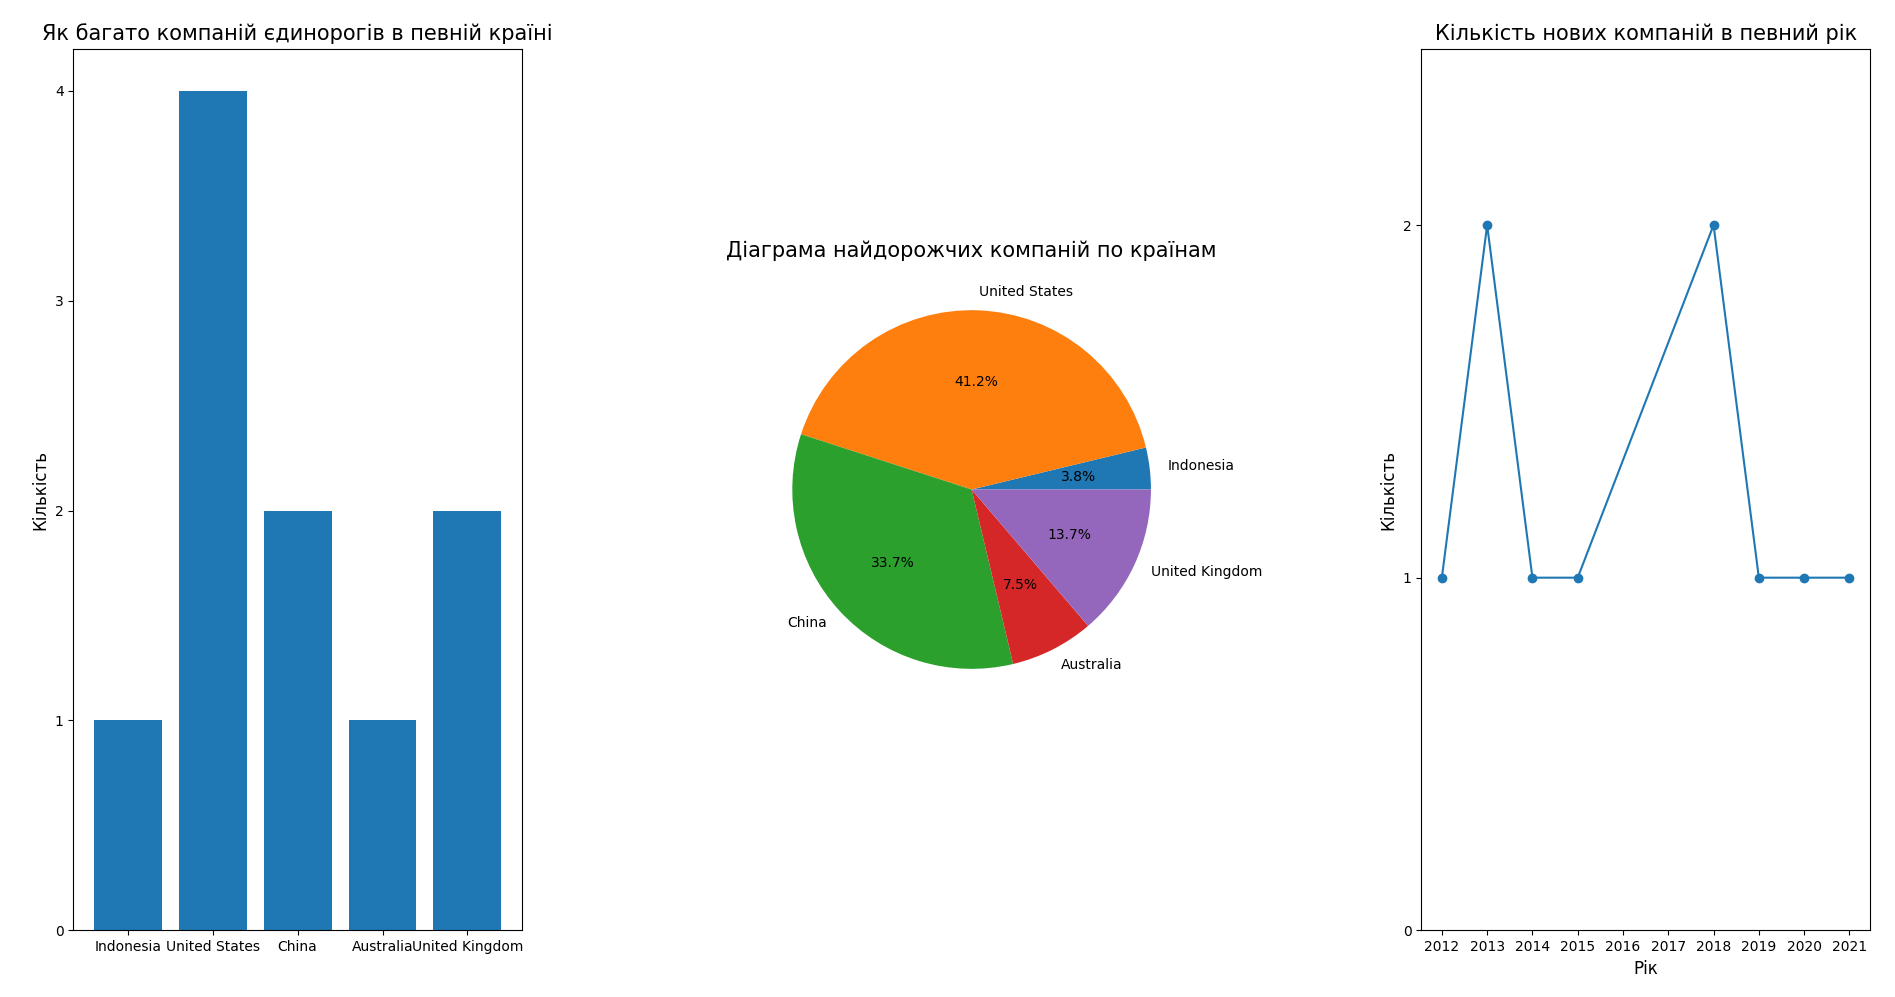 Як багато компаній єдинорогів в певній країні
Кількість
4
3
2
1
0
Indonesia
United States
China
Australia
United Kingdom
Діаграма найдорожчих компаній по країнам
United States
41.2%
Indonesia
3.8%
13.7%
33.7%
United Kingdom
7.5%
China
Australia
Кількість нових компаній в певний рік
Кількість
2
1
0
2012 2013 2014 2015 2016 2017 2018 2019 2020 2021
Рік